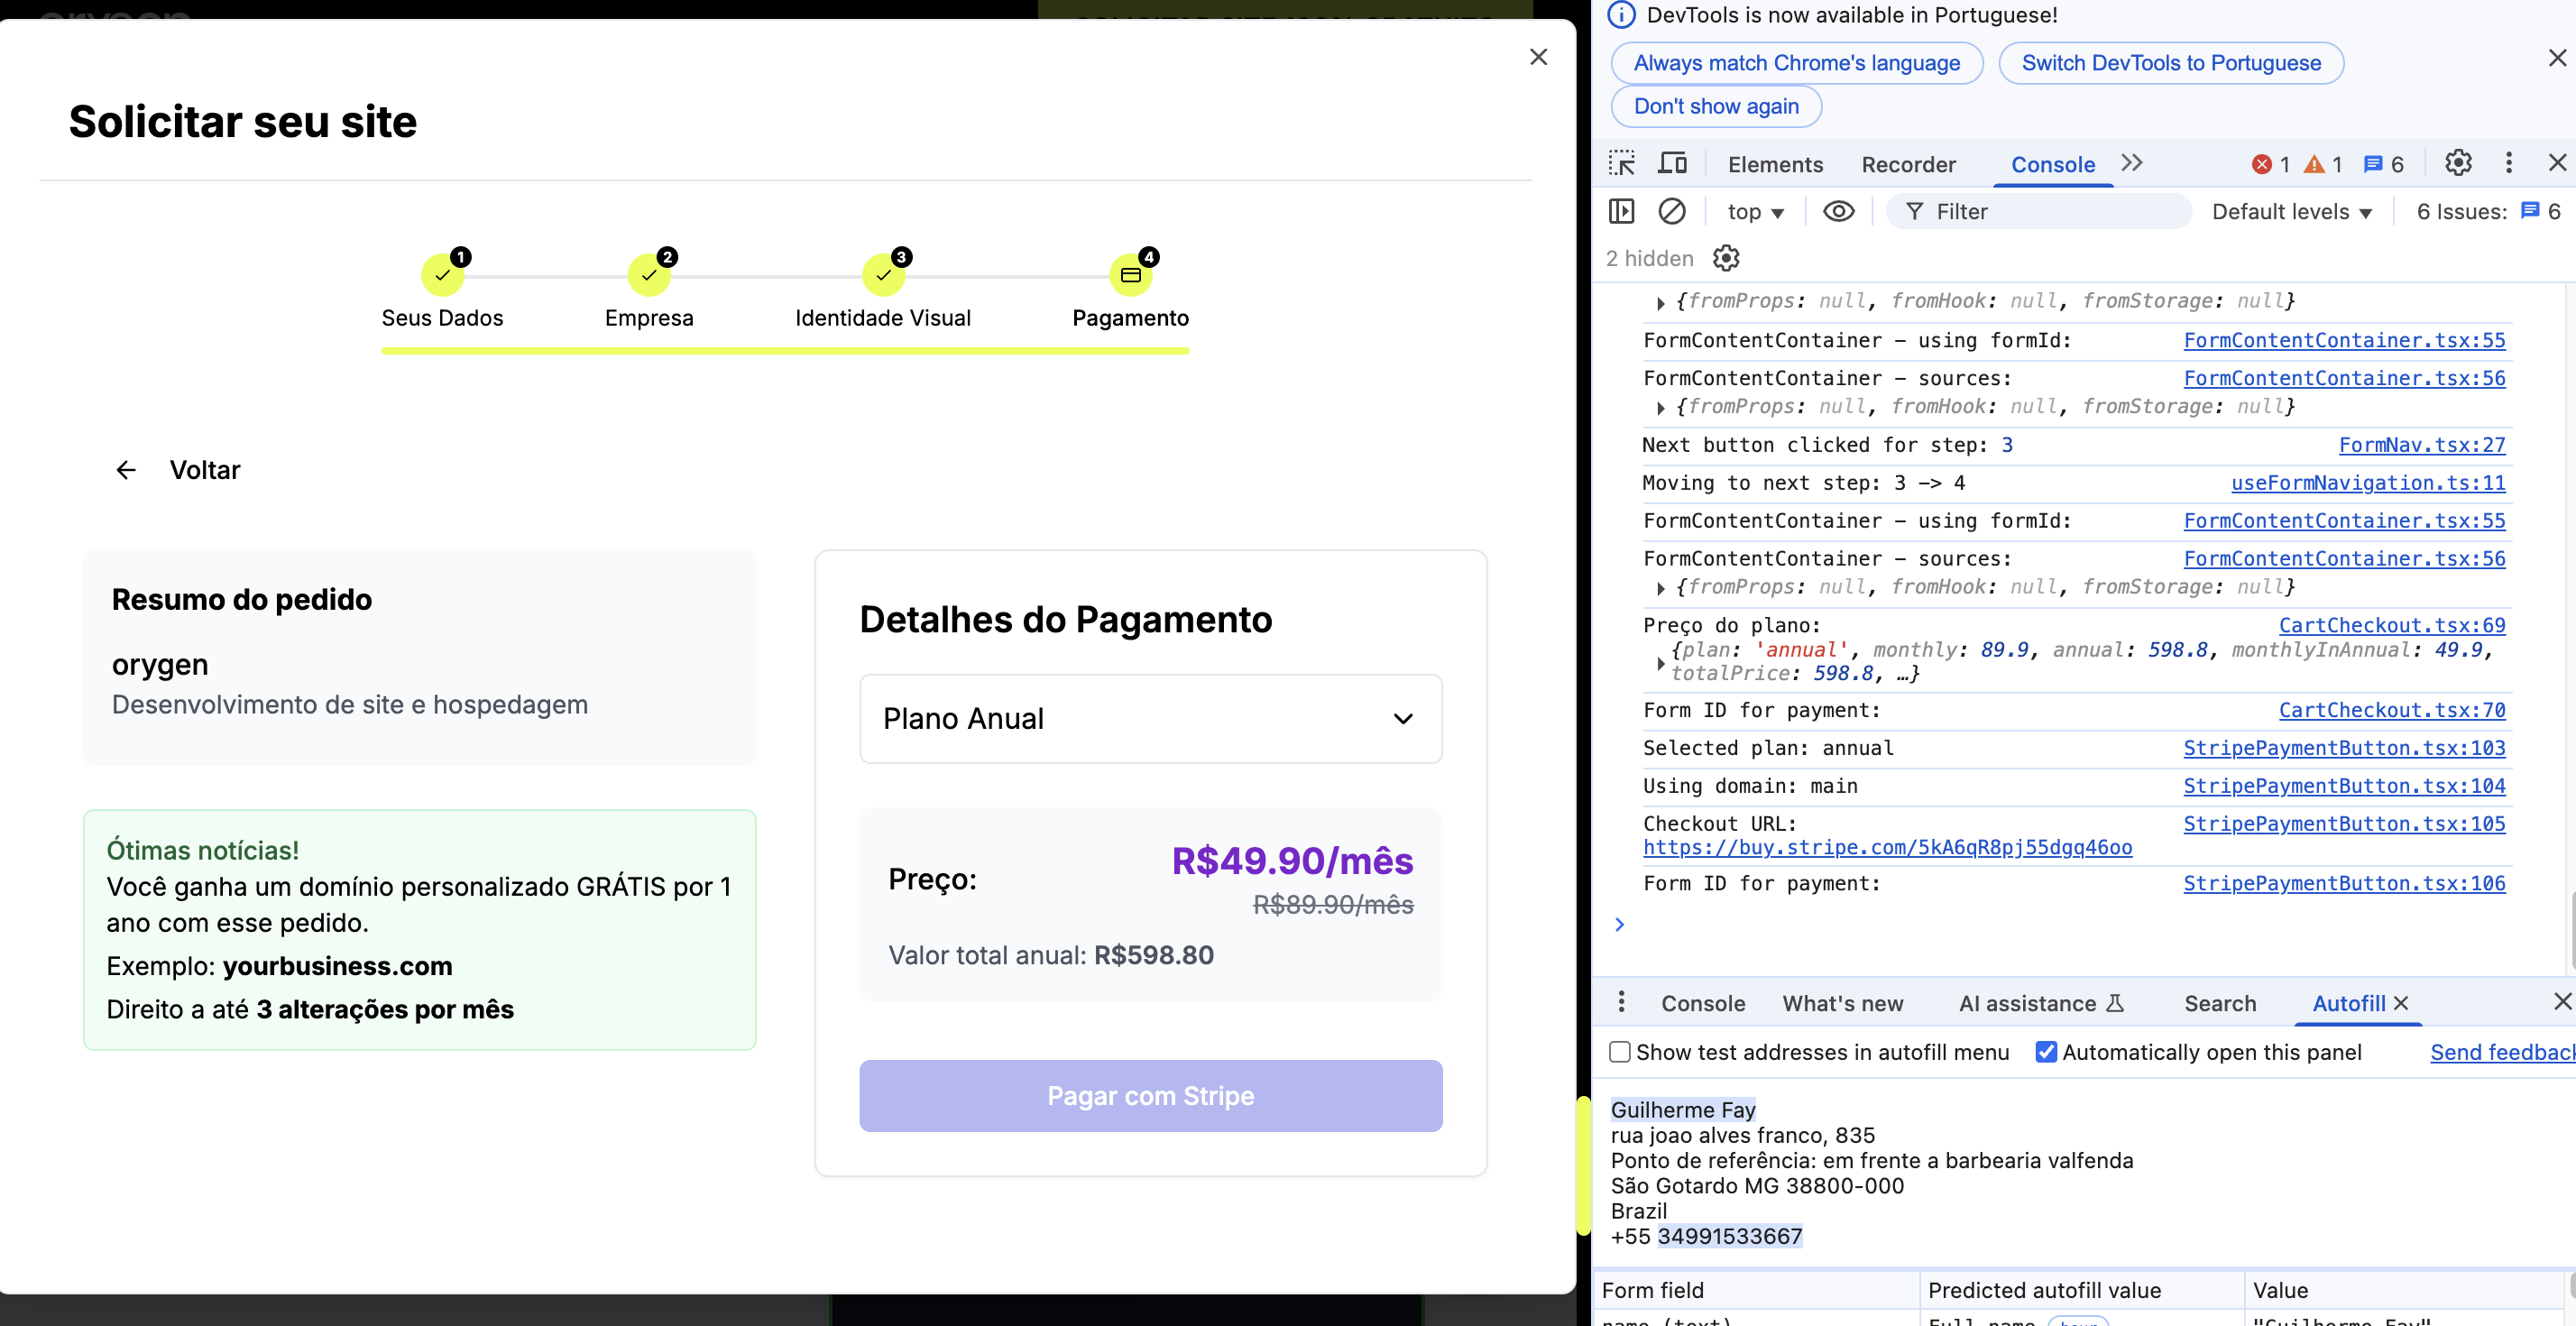 SOLICITAR SITE 100% GRATUITO
Solicitar seu site
1
2
3
4
Seus Dados
Empresa
Identidade Visual
Pagamento
Voltar
Resumo do pedido
orygen
Desenvolvimento de site e hospedagem
Ótimas notícias!
Você ganha um domínio personalizado GRÁTIS por 1
ano com esse pedido.
Exemplo: yourbusiness.com
Direito a até 3 alterações por mês
Detalhes do Pagamento
Plano Anual
Preço:
R$49.90/mês
R$89.90/mês
Valor total anual: R$598.80
Pagar com Stripe
DevTools is now available in Portuguese!
Always match Chrome's language
Switch DevTools to Portuguese
Don't show again
Elements
Recorder
Console
1
1
6
top
Filter
Default levels
6 Issues:
6
2 hidden
{fromProps: null, fromHook: null, fromStorage: null}
FormContentContainer – using formId: FormContentContainer.tsx:55
FormContentContainer – sources: FormContentContainer.tsx:56
{fromProps: null, fromHook: null, fromStorage: null}
Next button clicked for step: 3 FormNav.tsx:27
Moving to next step: 3 –> 4 useFormNavigation.ts:11
FormContentContainer – using formId: FormContentContainer.tsx:55
FormContentContainer – sources: FormContentContainer.tsx:56
{fromProps: null, fromHook: null, fromStorage: null}
Preço do plano: CartCheckout.tsx:69
{plan: 'annual', monthly: 89.9, annual: 598.8, monthlyInAnnual: 49.9,
totalPrice: 598.8, …}
Form ID for payment: CartCheckout.tsx:70
Selected plan: annual StripePaymentButton.tsx:103
Using domain: main StripePaymentButton.tsx:104
Checkout URL: StripePaymentButton.tsx:105
https://buy.stripe.com/5kA6qR8pj55dgq46oo
Form ID for payment: StripePaymentButton.tsx:106
Console
What's new
AI assistance
Search
Autofill
Show test addresses in autofill menu
Automatically open this panel
Send feedback
Guilherme Fay
rua joao alves franco, 835
Ponto de referência: em frente a barbearia valfenda
São Gotardo MG 38800-000
Brazil
+55 34991533667
Form field
Predicted autofill value
Value
name (text)
Full name
"Guilherme Fay"